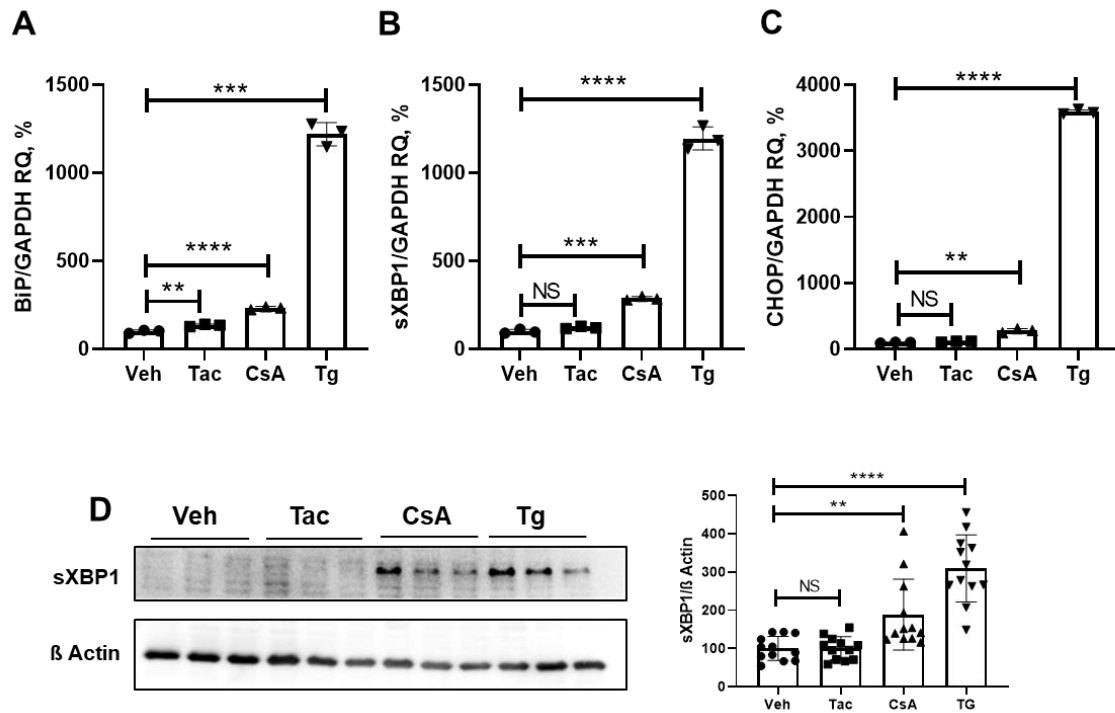 A
BiP/GAPDH RQ, %
1500
1000
500
0
***
****
**
Veh Tac CsA Tg
B
sXBP1/GAPDH RQ, %
1500
1000
500
0
****
***
NS
Veh Tac CsA Tg
C
CHOP/GAPDH RQ, %
4000
3000
2000
1000
0
****
**
NS
Veh Tac CsA Tg
D
Veh Tac CsA Tg
sXBP1
ß Actin
sXBP1/ß Actin
500
400
300
200
100
0
****
**
NS
Veh Tac CsA TG